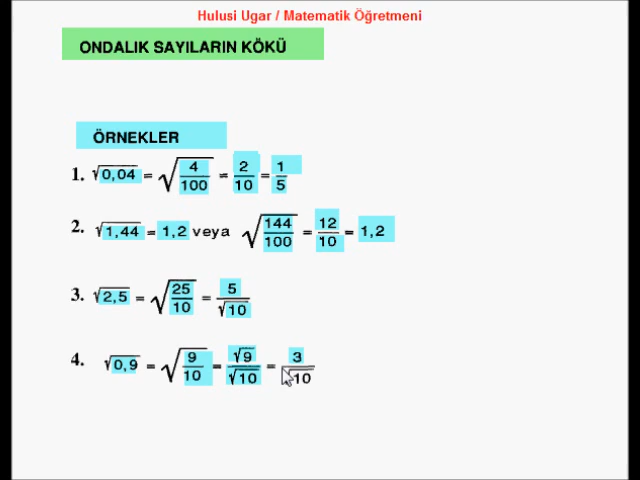 Hulusi Ugar / Matematik Öğretmeni
ONDALIK SAYILARIN KÖKÜ
ÖRNEKLER
1. √0,04 = √(4/100) = 2/10 = 1/5
2. √1,44 = 1,2 veya √(144/100) = 12/10 = 1,2
3. √2,5 = √(25/10) = 5/√10
4. √0,9 = √(9/10) = √9/√10 = 3/√10